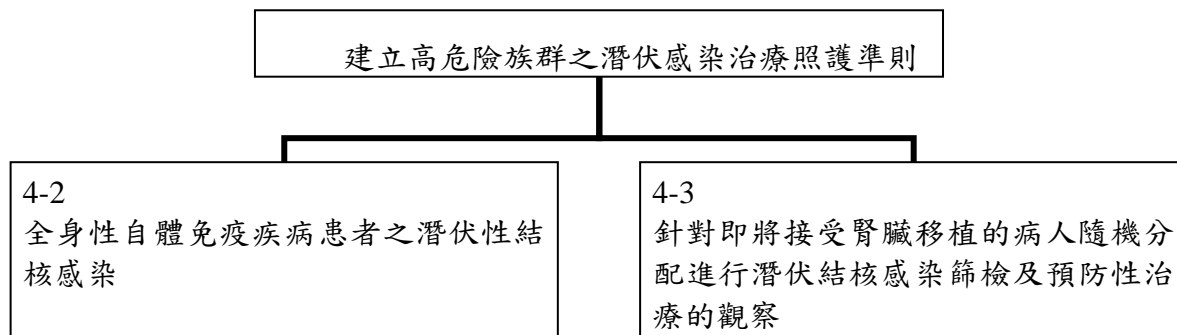 建立高危險族群之潛伏感染治療照護準則
4-2
全身性自體免疫疾病患者之潛伏性結
核感染
4-3
針對即將接受腎臟移植的病人隨機分
配進行潛伏結核感染篩檢及預防性治
療的觀察